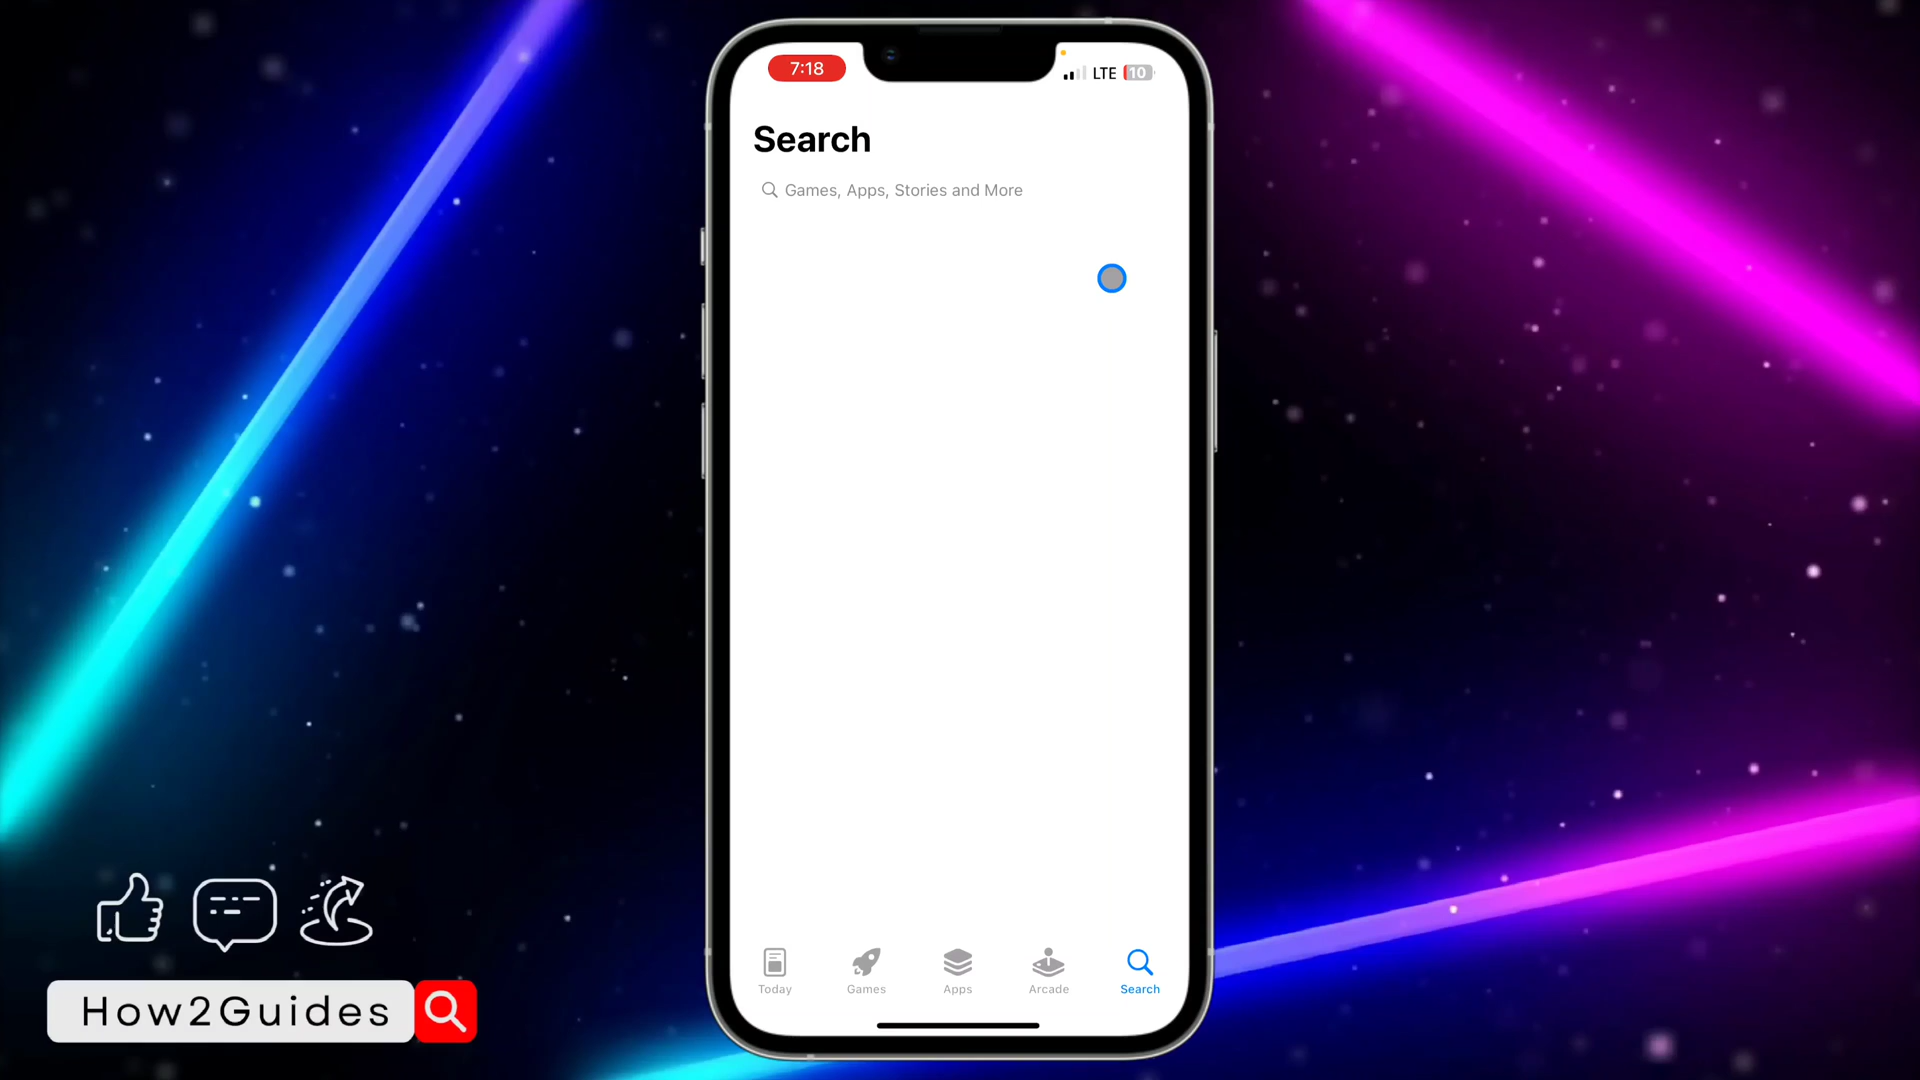 7:18
LTE 10
Search
Games, Apps, Stories and More
Today Games Apps Arcade Search
How2Guides